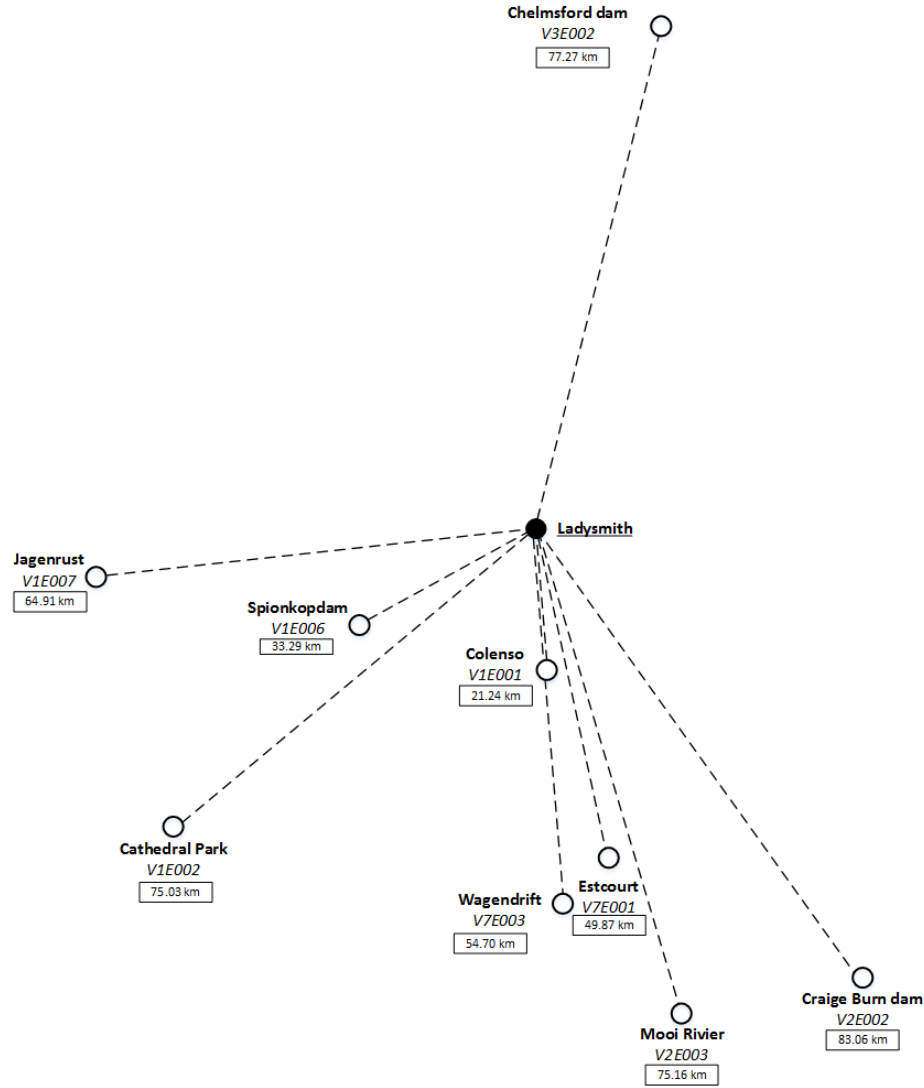 Chelmsford dam
V3E002
77.27 km
Ladysmith
Jagenrust
V1E007
64.91 km
Spionkopdam
V1E006
33.29 km
Colenso
V1E001
21.24 km
Cathedral Park
V1E002
75.03 km
Estcourt
V7E001
49.87 km
Wagendrift
V7E003
54.70 km
Craige Burn dam
V2E002
83.06 km
Mooi Rivier
V2E003
75.16 km